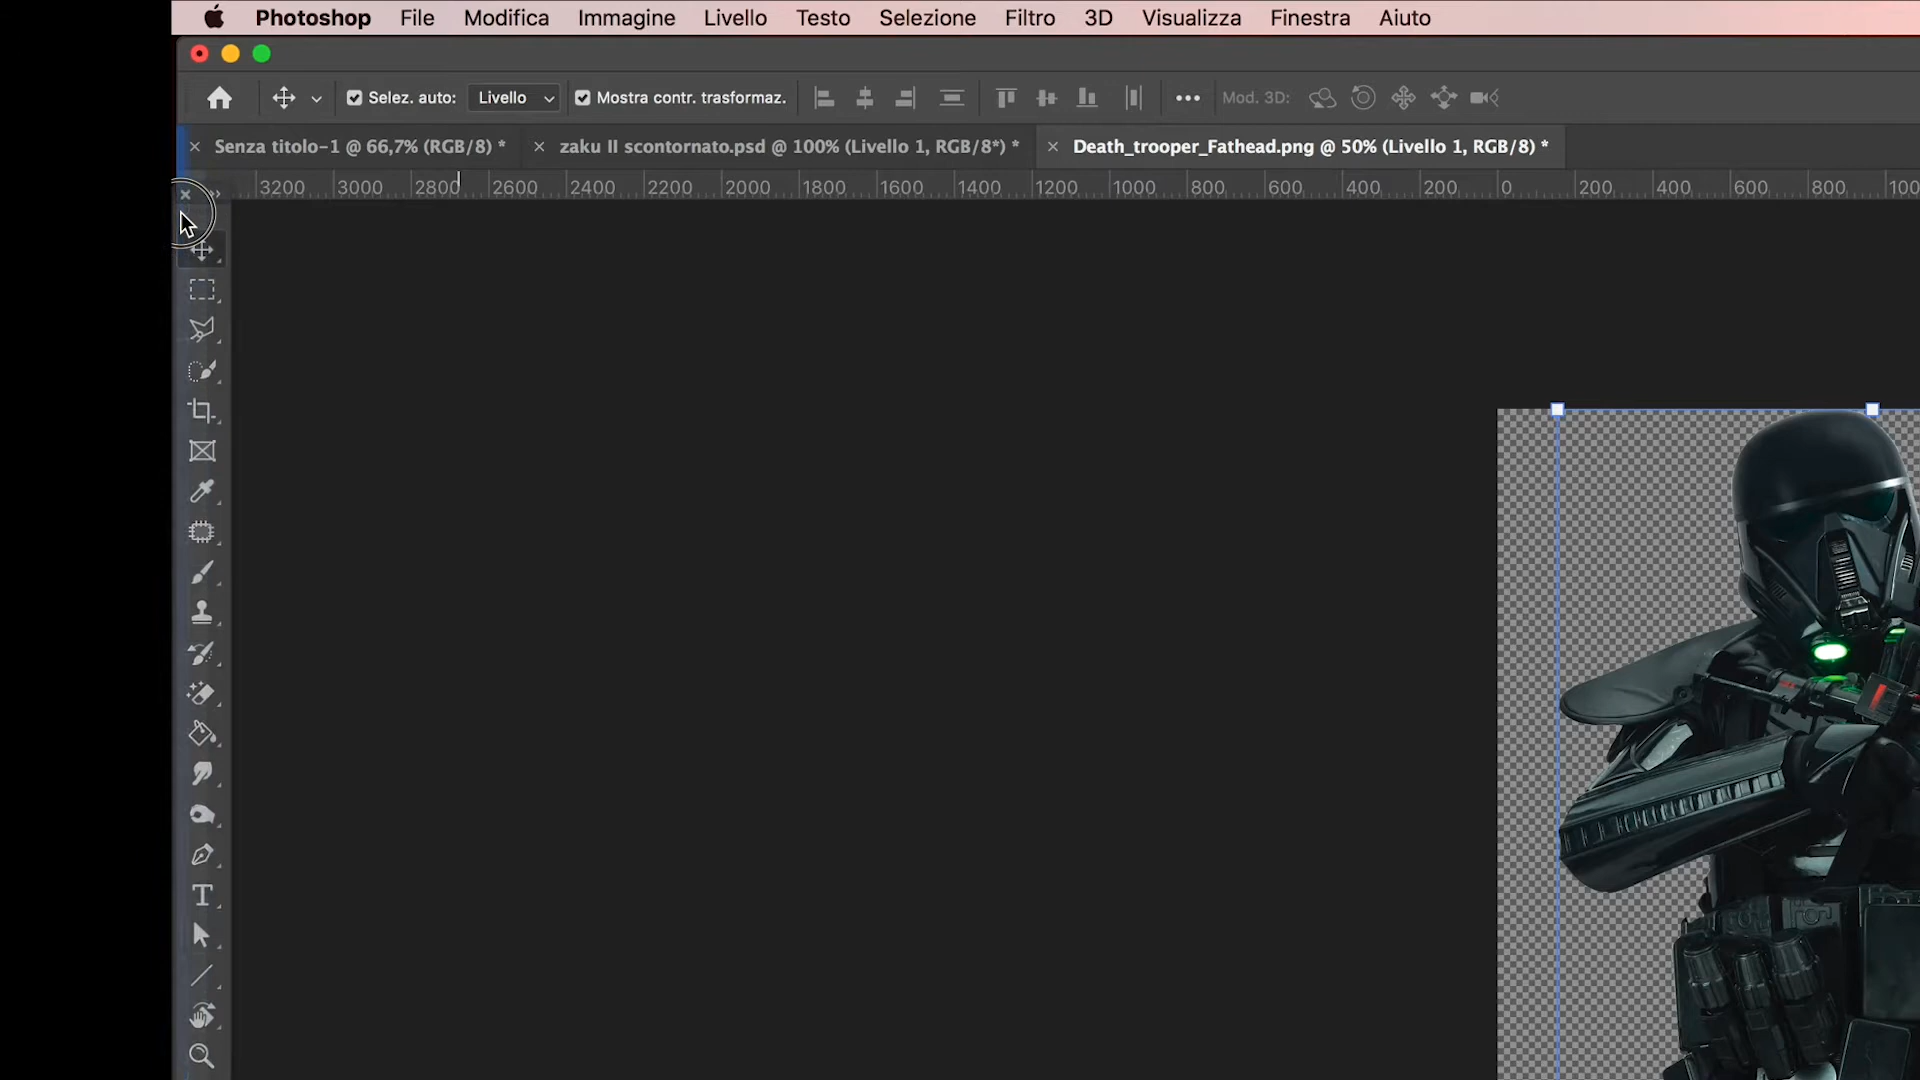 Photoshop File Modifica Immagine Livello Testo Selezione Filtro 3D Visualizza Finestra Aiuto
Selez. auto: Livello Mostra contr. trasformaz. Mod. 3D:
Senza titolo-1 @ 66,7% (RGB/8) * zaku II scontornato.psd @ 100% (Livello 1, RGB/8*) * Death_trooper_Fathead.png @ 50% (Livello 1, RGB/8) *
3200 3000 2800 2600 2400 2200 2000 1800 1600 1400 1200 1000 800 600 400 200 0 200 400 600 800 100